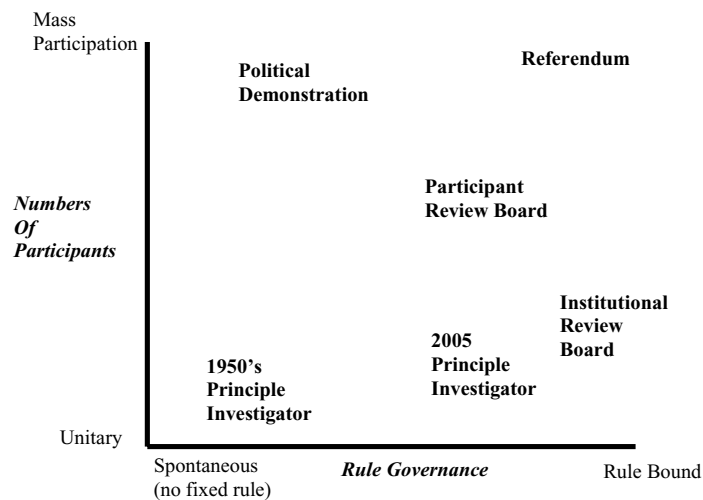 Mass
Participation
Political
Demonstration
Referendum
Numbers
Of
Participants
Participant
Review Board
Institutional
Review
Board
2005
Principle
Investigator
1950's
Principle
Investigator
Unitary
Spontaneous
(no fixed rule)
Rule Governance
Rule Bound